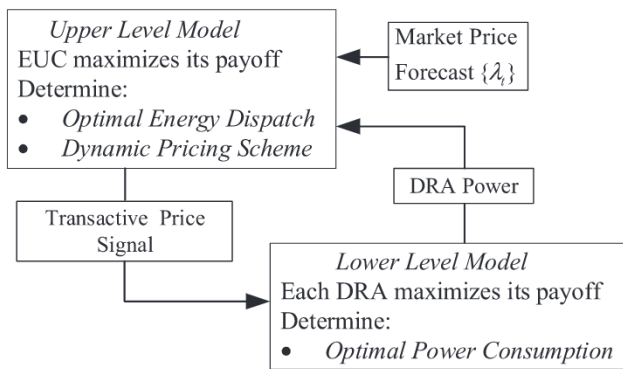 Upper Level Model
EUC maximizes its payoff
Determine:
• Optimal Energy Dispatch
• Dynamic Pricing Scheme
Market Price
Forecast {λ_t}
DRA Power
Transactive Price
Signal
Lower Level Model
Each DRA maximizes its payoff
Determine:
• Optimal Power Consumption